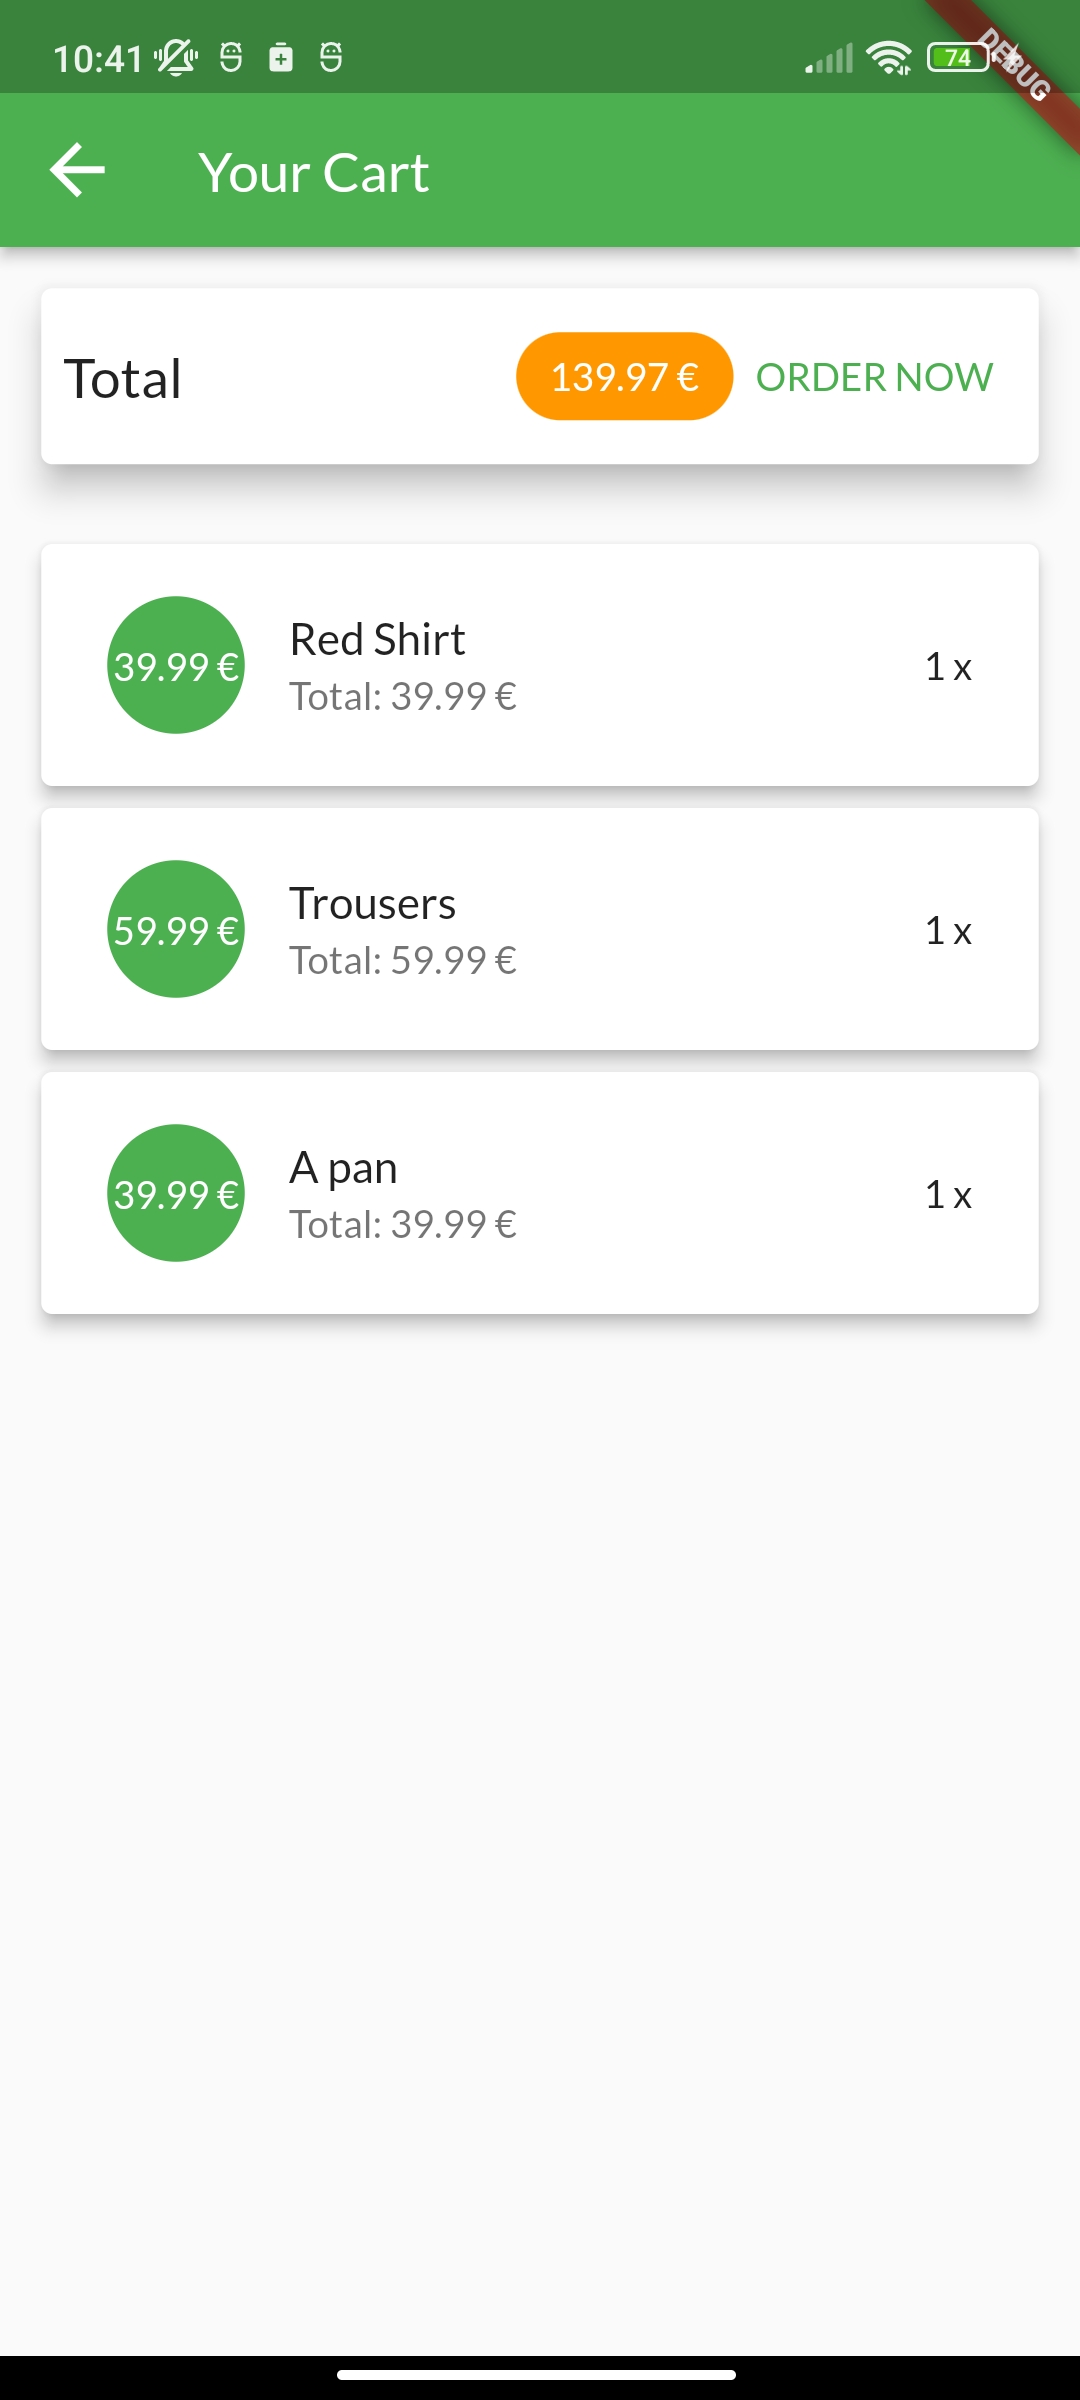 10:41
74
DEBUG
Your Cart
Total
139.97 €
ORDER NOW
39.99 €
Red Shirt
Total: 39.99 €
1 x
59.99 €
Trousers
Total: 59.99 €
1 x
39.99 €
A pan
Total: 39.99 €
1 x